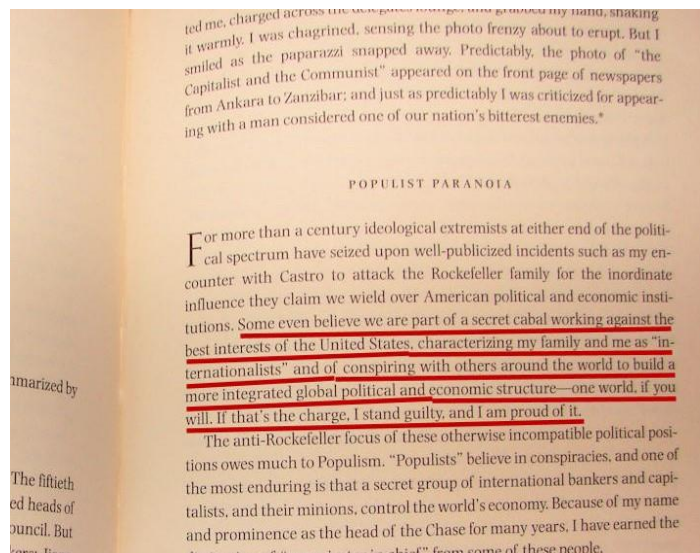 ted me, charged across the delegates lounge, and grabbed my hand, shaking
it warmly. I was chagrined, sensing the photo frenzy about to erupt. But I
smiled as the paparazzi snapped away. Predictably, the photo of “the
Capitalist and the Communist” appeared on the front page of newspapers
from Ankara to Zanzibar; and just as predictably I was criticized for appear-
ing with a man considered one of our nation’s bitterest enemies.*
POPULIST PARANOIA
For more than a century ideological extremists at either end of the politi-
cal spectrum have seized upon well-publicized incidents such as my en-
counter with Castro to attack the Rockefeller family for the inordinate
influence they claim we wield over American political and economic insti-
tutions. Some even believe we are part of a secret cabal working against the
best interests of the United States, characterizing my family and me as “in-
ternationalists” and of conspiring with others around the world to build a
more integrated global political and economic structure—one world, if you
will. If that’s the charge, I stand guilty, and I am proud of it.
The anti-Rockefeller focus of these otherwise incompatible political posi-
tions owes much to Populism. “Populists” believe in conspiracies, and one of
the most enduring is that a secret group of international bankers and capi-
talists, and their minions, control the world’s economy. Because of my name
and prominence as the head of the Chase for many years, I have earned the
from some of these people.
marized by
The fiftieth
ed heads of
ouncil. But